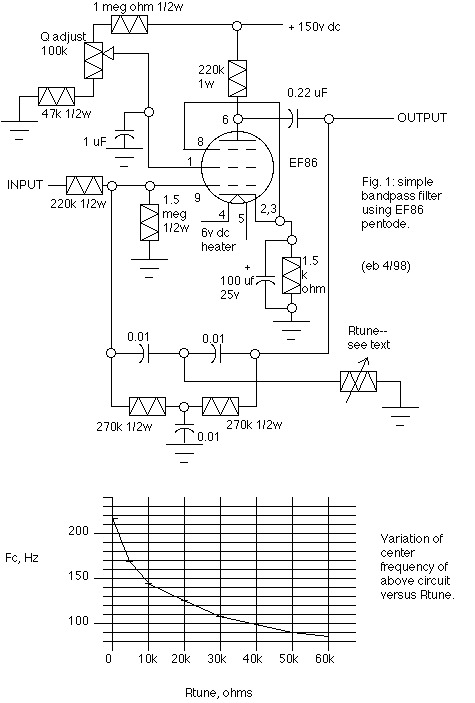 1 meg ohm 1/2w
+ 150v dc
Q adjust
100k
220k
1w
0.22 uF
47k 1/2w
6
OUTPUT
1 uF
8
EF86
1
INPUT
9
220k 1/2w
1.5
meg
1/2w
4
5
2,3
6v dc
heater
Fig. 1: simple
bandpass filter
using EF86
pentode.
(eb 4/98)
+
100 uf
25v
1.5
k
ohm
0.01
0.01
Rtune--
see text
270k 1/2w
0.01
270k 1/2w
Fc, Hz
200
150
100
0
10k
20k
30k
40k
50k
60k
Rtune, ohms
Variation of
center
frequency of
above circuit
versus Rtune.